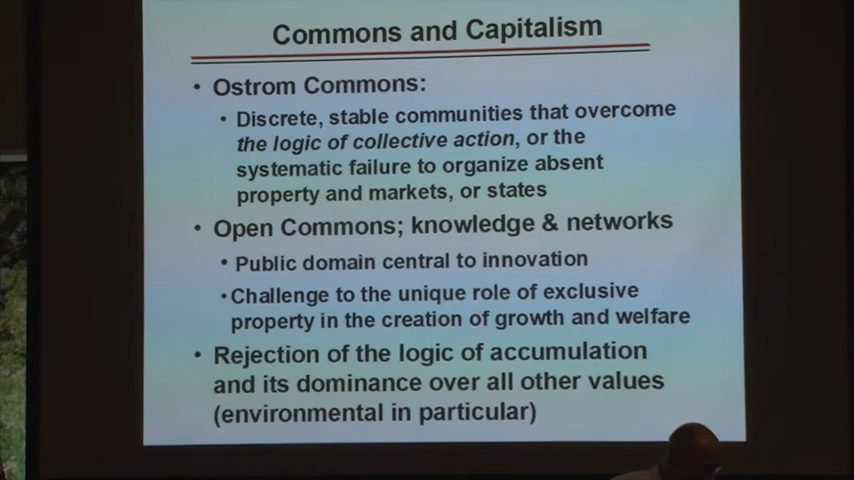 Commons and Capitalism
• Ostrom Commons:
• Discrete, stable communities that overcome
the logic of collective action, or the
systematic failure to organize absent
property and markets, or states
• Open Commons; knowledge & networks
• Public domain central to innovation
• Challenge to the unique role of exclusive
property in the creation of growth and welfare
• Rejection of the logic of accumulation
and its dominance over all other values
(environmental in particular)